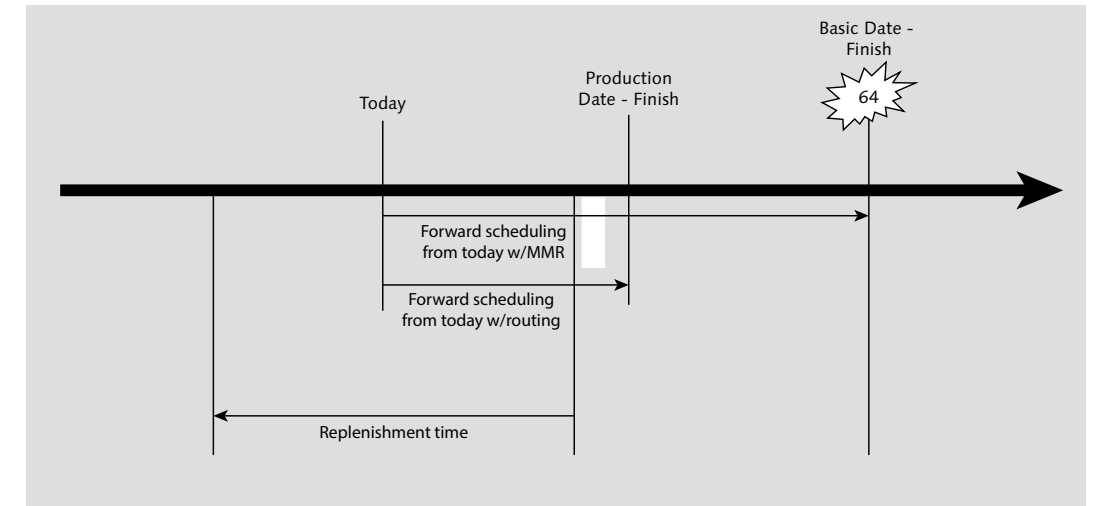 Basic Date -
Finish
64
Production
Date - Finish
Today
Forward scheduling
from today w/MMR
Forward scheduling
from today w/routing
Replenishment time